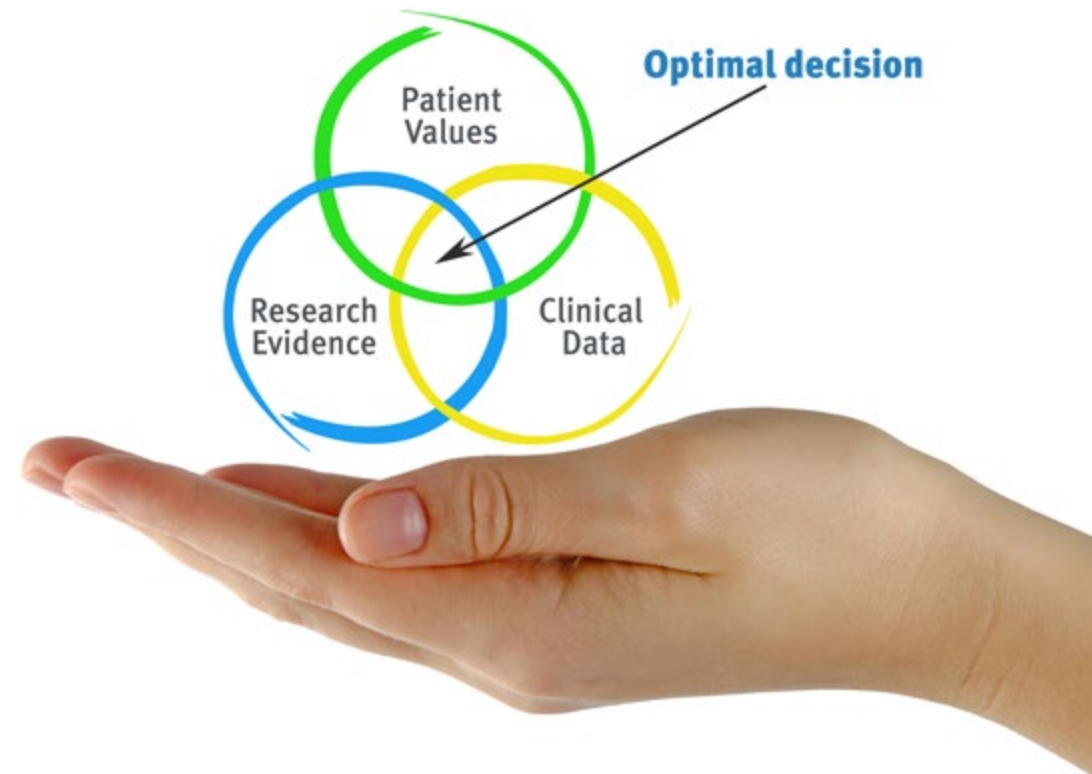 Optimal decision
Patient
Values
Research
Evidence
Clinical
Data